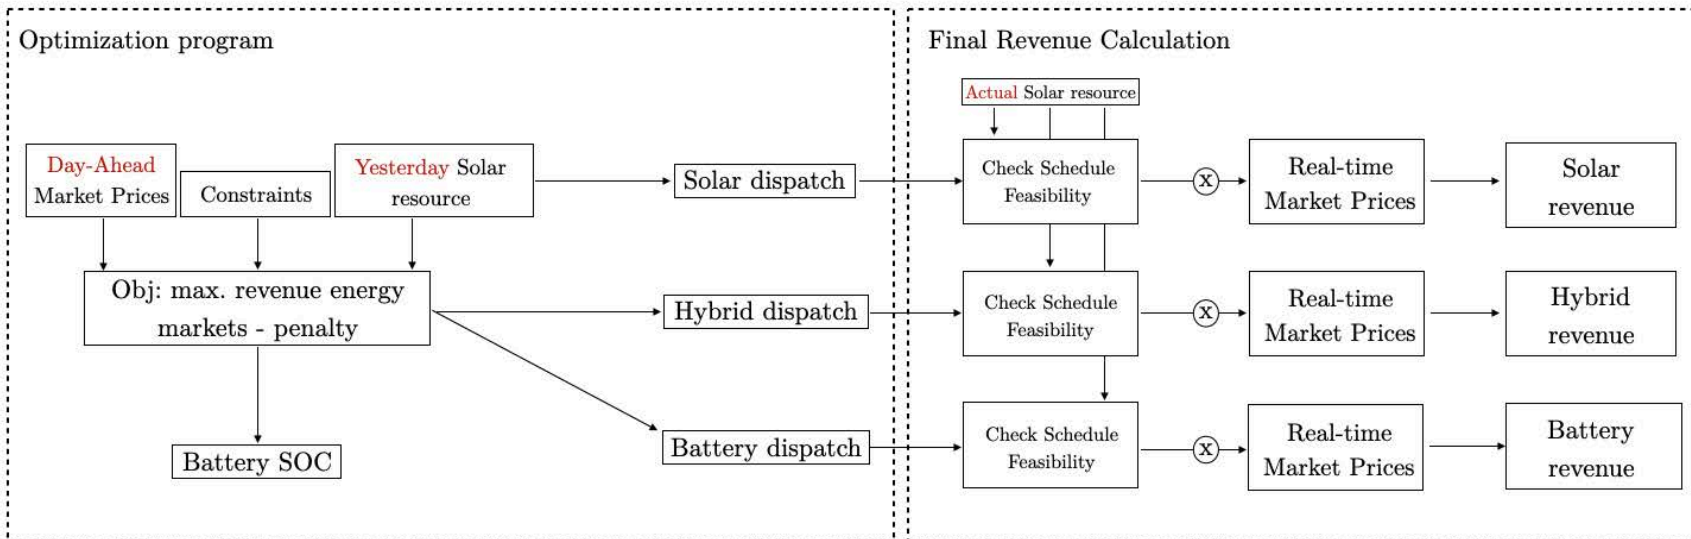 Optimization program
Day-Ahead
Market Prices
Constraints
Yesterday Solar
resource
Obj: max. revenue energy
markets - penalty
Battery SOC
Solar dispatch
Hybrid dispatch
Battery dispatch
Final Revenue Calculation
Actual Solar resource
Check Schedule
Feasibility
X
Real-time
Market Prices
Solar
revenue
Check Schedule
Feasibility
X
Real-time
Market Prices
Hybrid
revenue
Check Schedule
Feasibility
X
Real-time
Market Prices
Battery
revenue